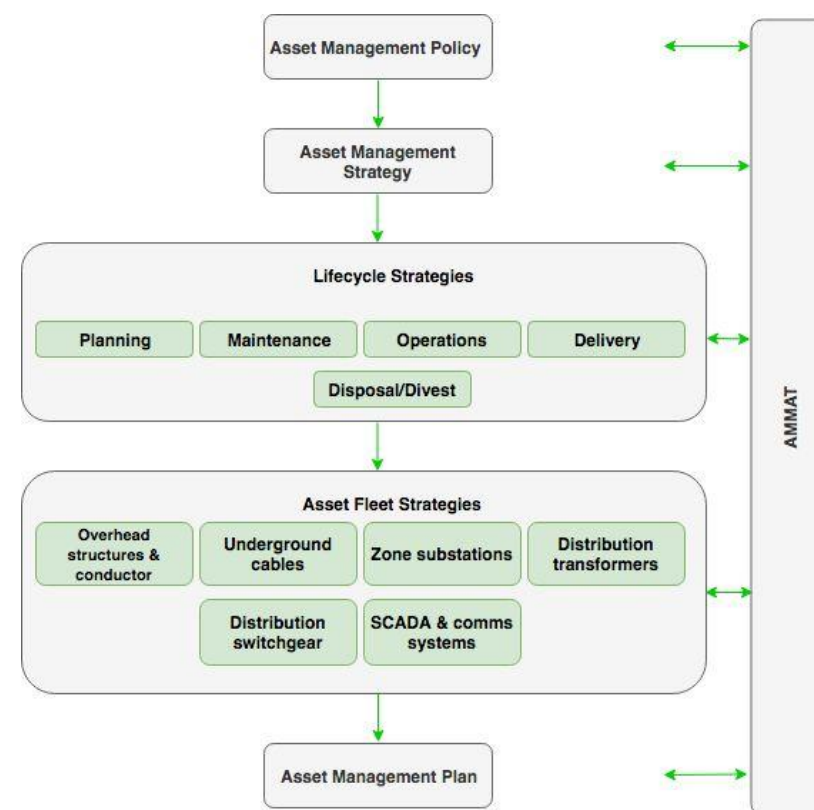 Asset Management Policy
Asset Management
Strategy
Lifecycle Strategies
Planning
Maintenance
Operations
Delivery
Disposal/Divest
Asset Fleet Strategies
Overhead
structures &
conductor
Underground
cables
Zone substations
Distribution
transformers
Distribution
switchgear
SCADA & comms
systems
Asset Management Plan
AMMAT